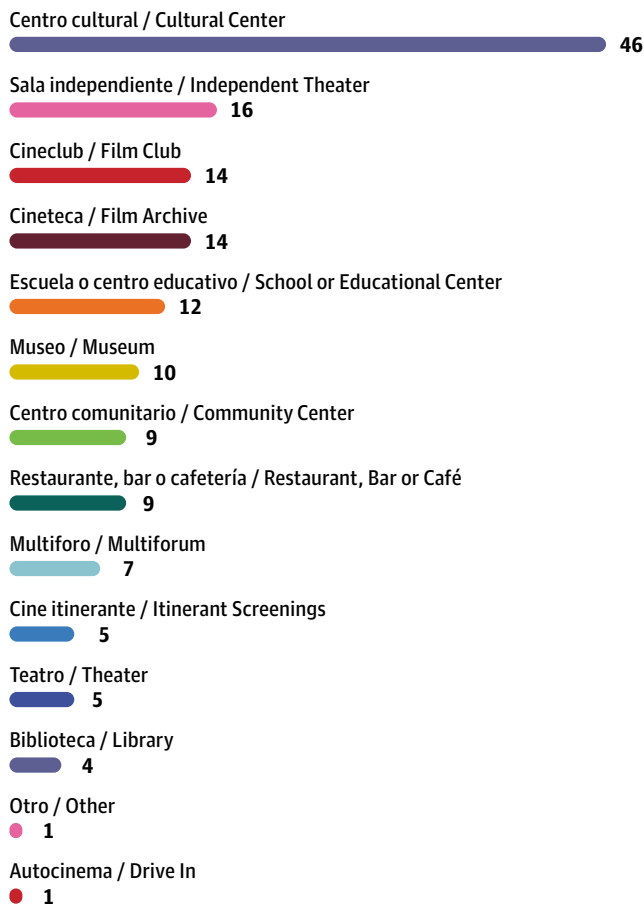 Centro cultural / Cultural Center
46
Sala independiente / Independent Theater
16
Cineclub / Film Club
14
Cineteca / Film Archive
14
Escuela o centro educativo / School or Educational Center
12
Museo / Museum
10
Centro comunitario / Community Center
9
Restaurante, bar o cafetería / Restaurant, Bar or Café
9
Multiforo / Multiforum
7
Cine itinerante / Itinerant Screenings
5
Teatro / Theater
5
Biblioteca / Library
4
Otro / Other
1
Autocinema / Drive In
1